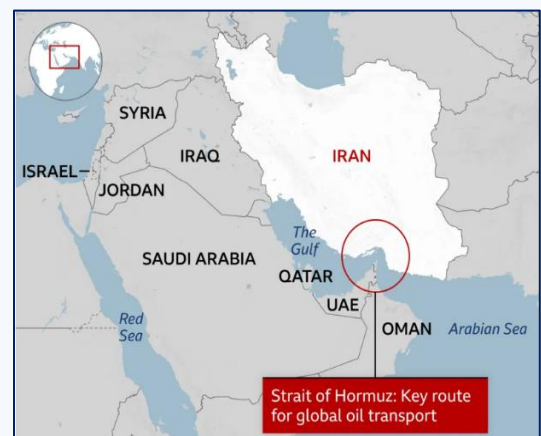 SYRIA
ISRAEL
IRAQ
IRAN
JORDAN
The
Gulf
SAUDI ARABIA
QATAR
UAE
Red
Sea
OMAN
Arabian Sea
Strait of Hormuz: Key route
for global oil transport